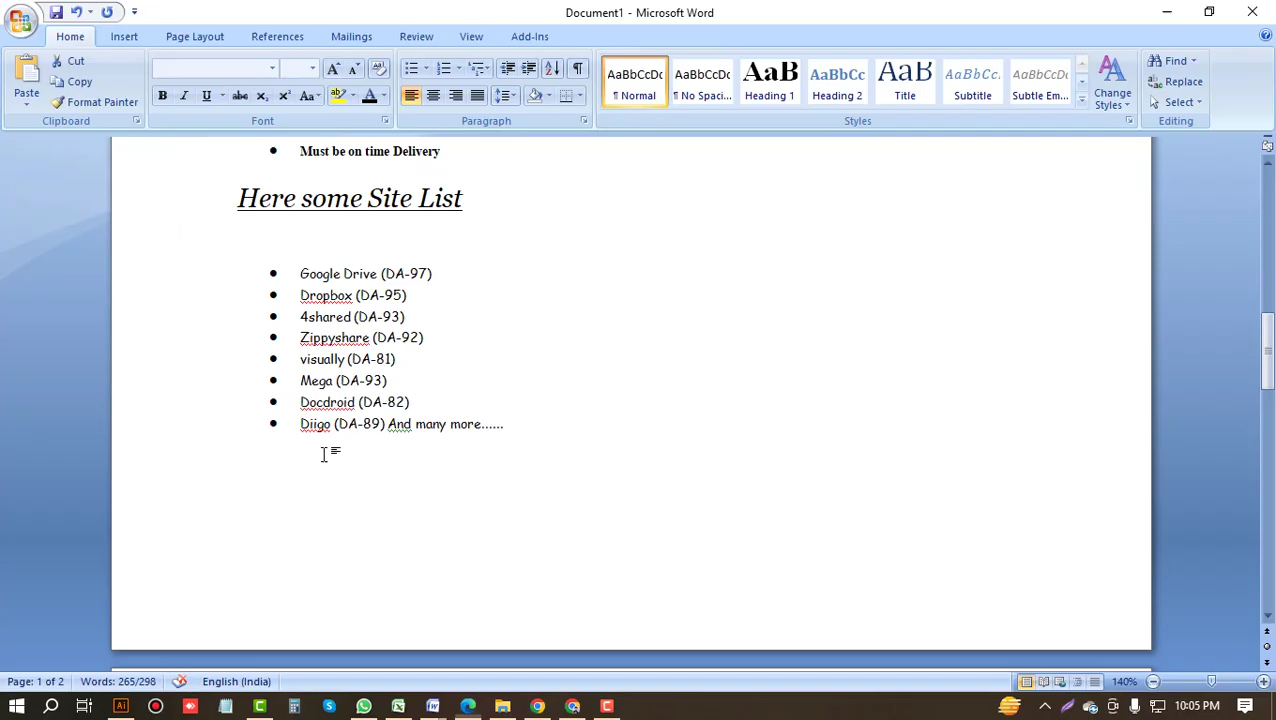 Document1 - Microsoft Word
Home Insert Page Layout References Mailings Review View Add-Ins
Paste
Cut
Copy
Format Painter
Clipboard
Font
Paragraph
AaBbCcDc
¶ Normal
AaBbCcDc
¶ No Spaci...
AaB
Heading 1
AaBbCc
Heading 2
AaB
Title
AaBbCc.
Subtitle
AaBbCcDc
Subtle Em...
Change
Styles
Styles
Find
Replace
Select
Editing
• Must be on time Delivery
Here some Site List
• Google Drive (DA-97)
• Dropbox (DA-95)
• 4shared (DA-93)
• Zippyshare (DA-92)
• visually (DA-81)
• Mega (DA-93)
• Docdroid (DA-82)
• Diigo (DA-89) And many more......
Page: 1 of 2 Words: 265/298 English (India) 140%
10:05 PM